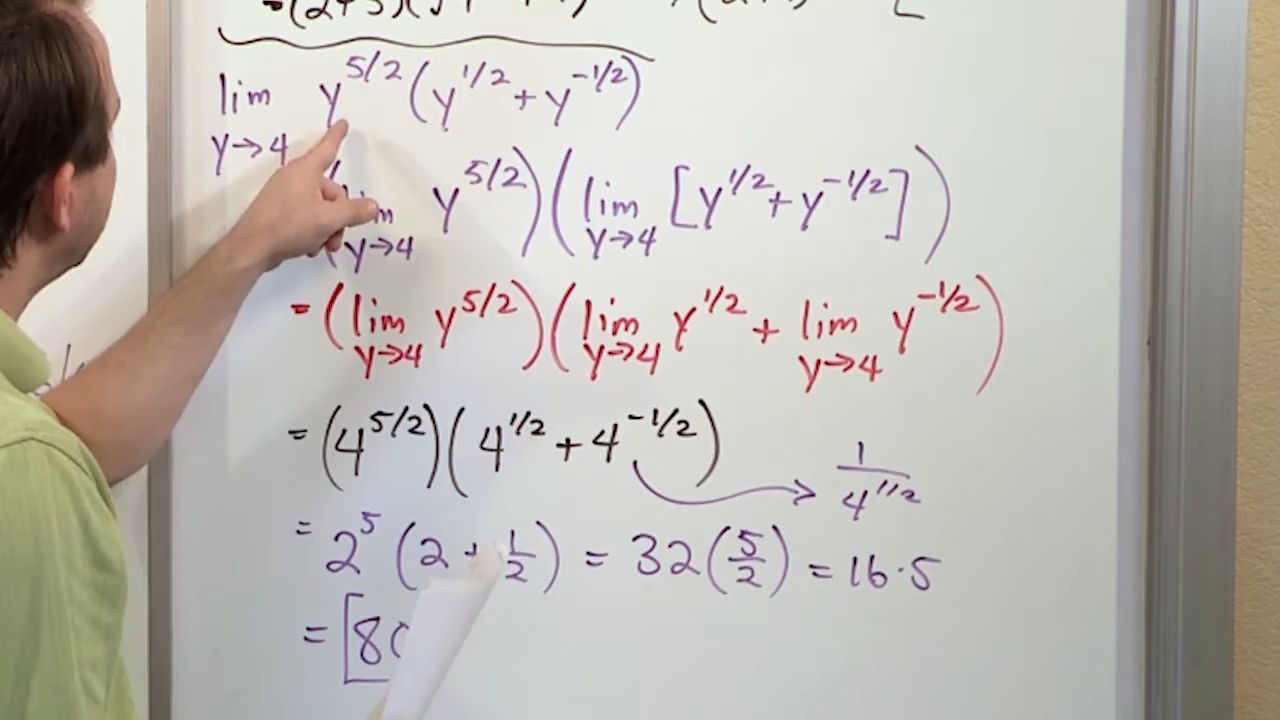 lim y→4 y^{5/2} (y^{1/2} + y^{-1/2})
y→4 y^{5/2}) (lim y→4 [y^{1/2} + y^{-1/2}])
= (lim y→4 y^{5/2}) (lim y→4 y^{1/2} + lim y→4 y^{-1/2})
= (4^{5/2}) (4^{1/2} + 4^{-1/2}) → 1/4^{1/2}
= 2^5 (2 + 1/2) = 32 (5/2) = 16·5
= [80